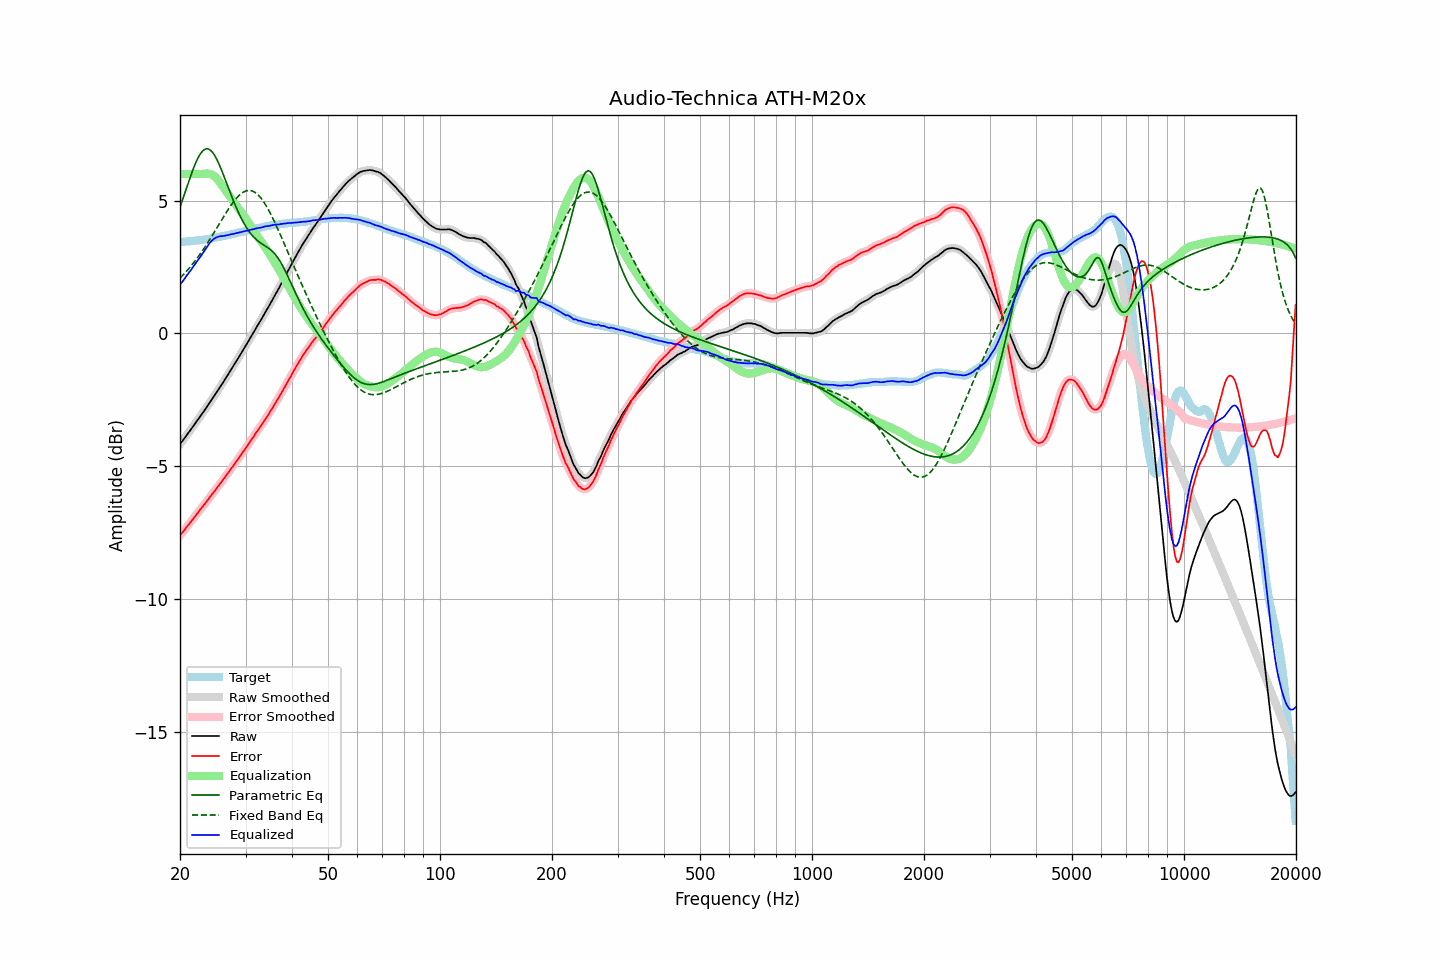 Audio-Technica ATH-M20x
Amplitude (dBr)
5
0
−5
−10
−15
Target
Raw Smoothed
Error Smoothed
Raw
Error
Equalization
Parametric Eq
Fixed Band Eq
Equalized
20 50 100 200 500 1000 2000 5000 10000 20000
Frequency (Hz)